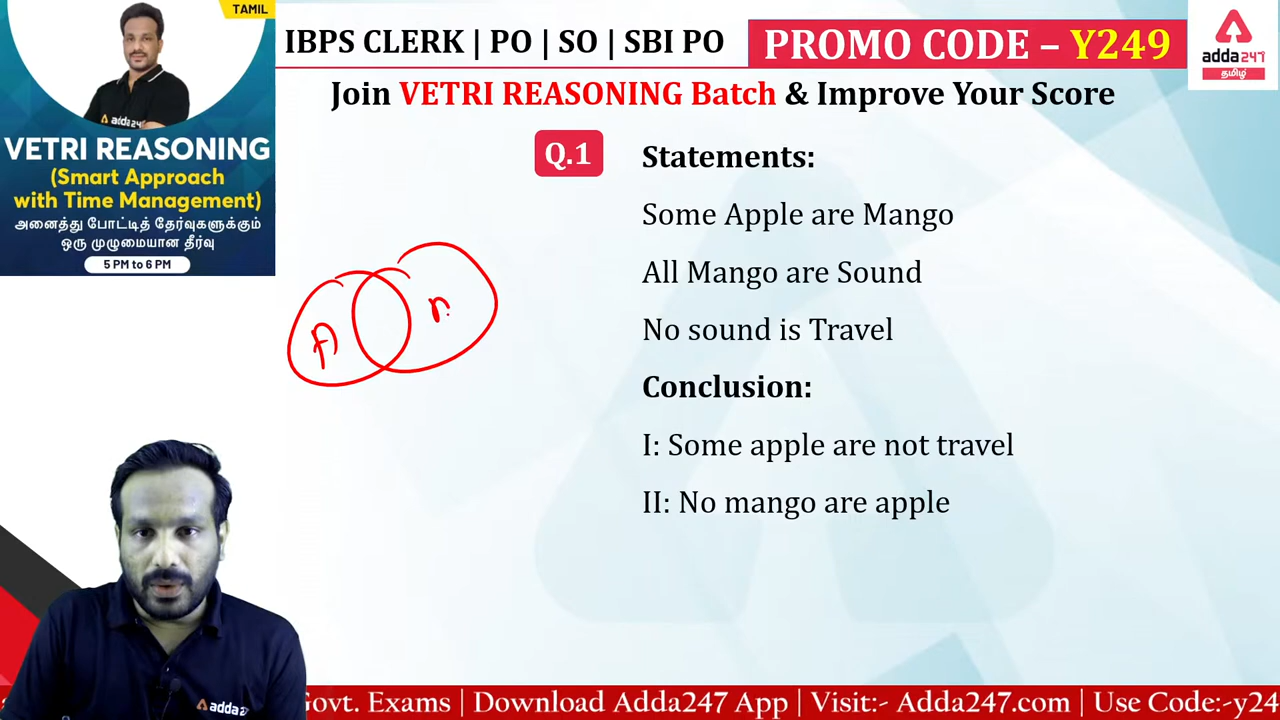 TAMIL
adda247
VETRI REASONING
(Smart Approach
with Time Management)
அனைத்து போட்டித் தேர்வுகளுக்கும்
ஒரு முழுமையான தீர்வு
5 PM to 6 PM
IBPS CLERK | PO | SO | SBI PO
PROMO CODE – Y249
adda247
தமிழ்
Join VETRI REASONING Batch & Improve Your Score
Q.1
Statements:
Some Apple are Mango
All Mango are Sound
No sound is Travel
Conclusion:
I: Some apple are not travel
II: No mango are apple
A
adda24
Govt. Exams | Download Adda247 App | Visit:- Adda247.com | Use Code:-y24